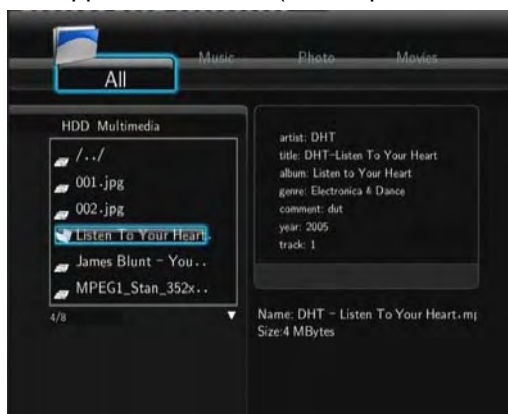 Music Photo Movies
All
HDD Multimedia
/../
001.jpg
002.jpg
Listen To Your Heart.
James Blunt - You..
MPEG1_Stan_352x..
4/8
artist: DHT
title: DHT-Listen To Your Heart
album: Listen to Your Heart
genre: Electronica & Dance
comment: dut
year: 2005
track: 1
Name: DHT - Listen To Your Heart.mp
Size:4 MBytes